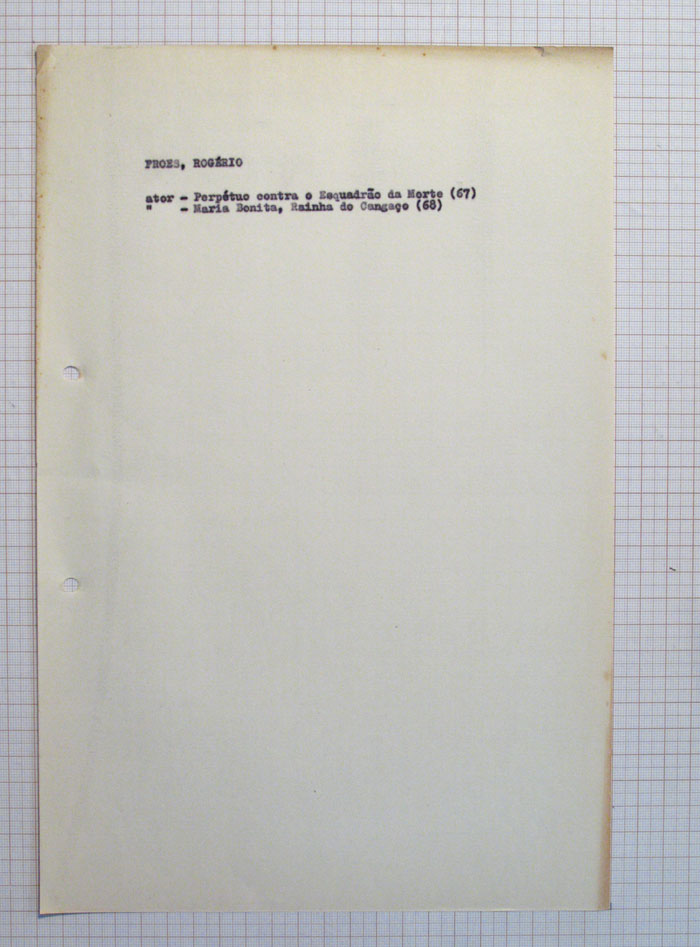 FROES, ROGÉRIO
ator - Perpétuo contra o Esquadrão da Morte (67)
" - Maria Bonita, Rainha do Cangaço (68)